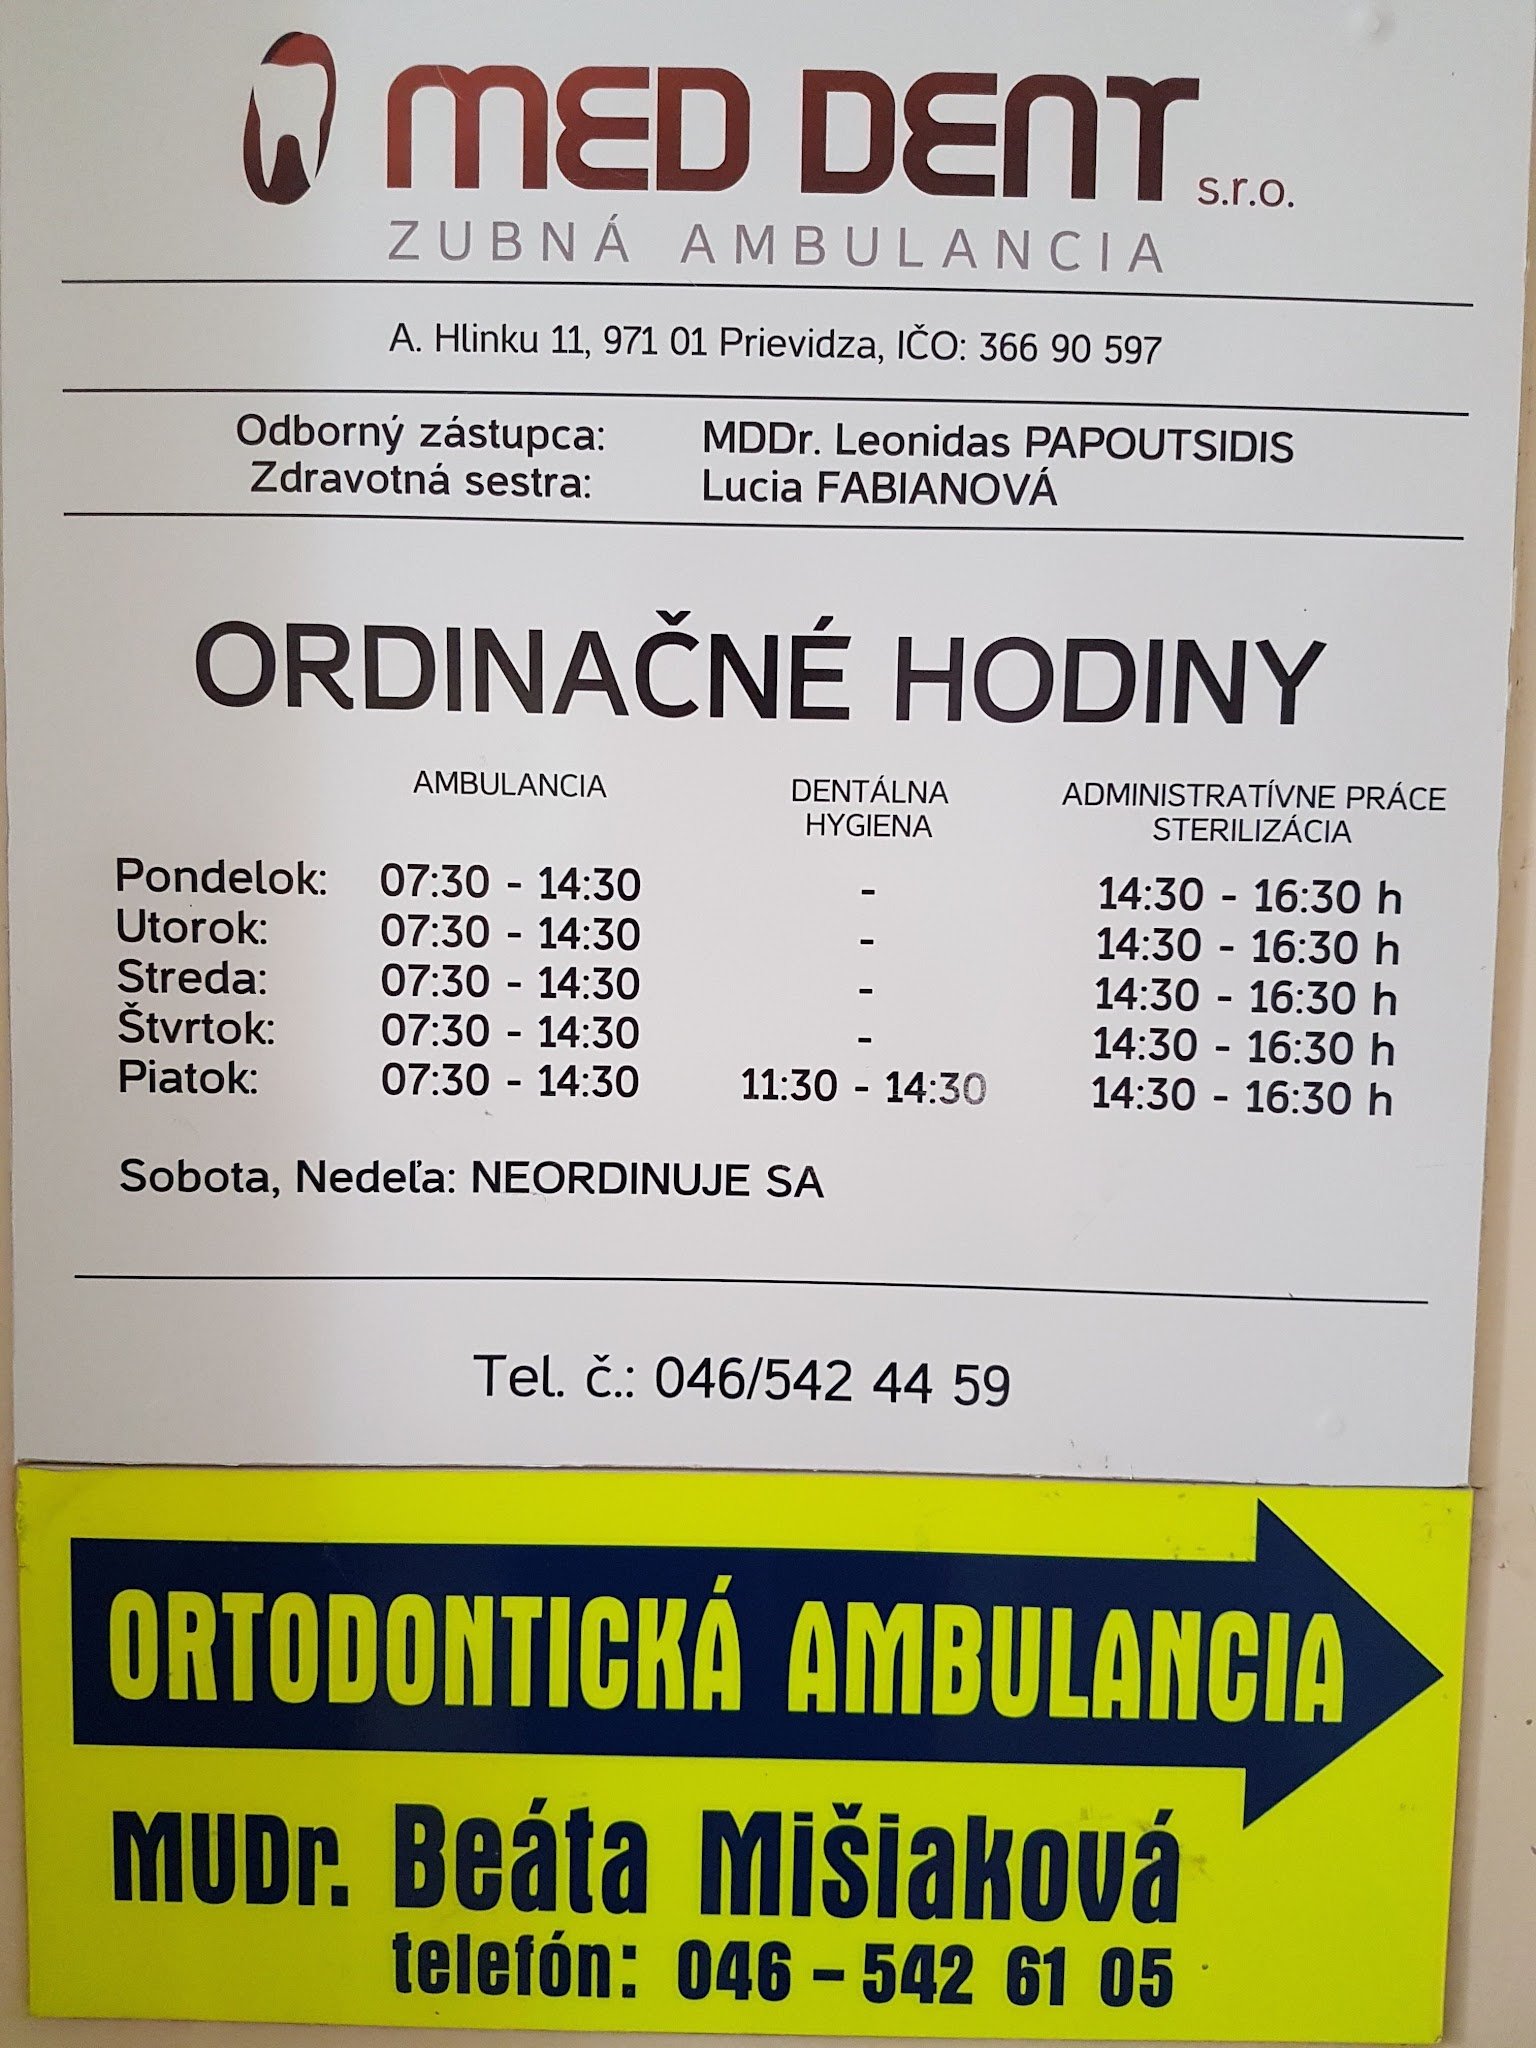 MED DENT s.r.o.
ZUBNÁ AMBULANCIA
A. Hlinku 11, 971 01 Prievidza, IČO: 366 90 597
Odborný zástupca: MDDr. Leonidas PAPOUTSIDIS
Zdravotná sestra: Lucia FABIANOVÁ
ORDINAČNÉ HODINY
AMBULANCIA DENTÁLNA ADMINISTRATÍVNE PRÁCE
HYGIENA STERILIZÁCIA
Pondelok: 07:30 - 14:30 - 14:30 - 16:30 h
Utorok: 07:30 - 14:30 - 14:30 - 16:30 h
Streda: 07:30 - 14:30 - 14:30 - 16:30 h
Štvrtok: 07:30 - 14:30 - 14:30 - 16:30 h
Piatok: 07:30 - 14:30 11:30 - 14:30 14:30 - 16:30 h
Sobota, Nedeľa: NEORDINUJE SA
Tel. č.: 046/542 44 59
ORTODONTICKÁ AMBULANCIA
MUDr. Beáta Mišiaková
telefón: 046 - 542 61 05